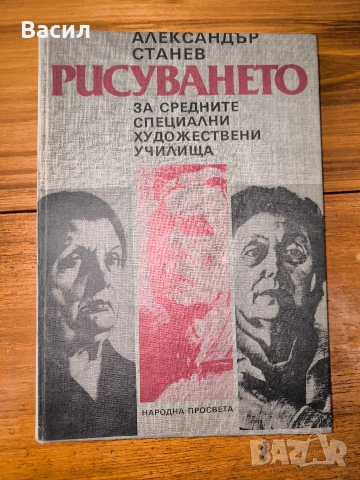 Васил
АЛЕКСАНДЪР
СТАНЕВ
РИСУВАНЕТО
ЗА СРЕДНИТЕ
СПЕЦИАЛНИ
ХУДОЖЕСТВЕНИ
УЧИЛИЩА
НАРОДНА ПРОСВЕТА
BAZAR